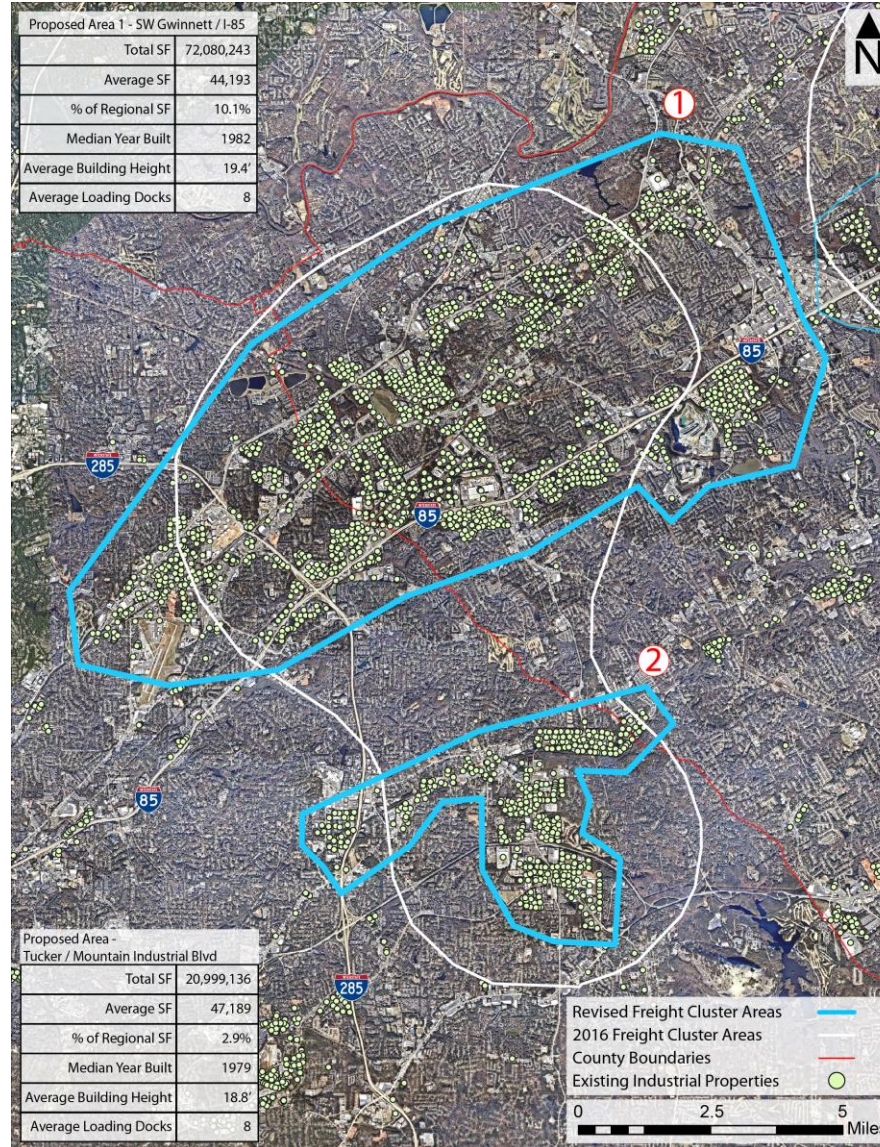 Proposed Area 1 - SW Gwinnett / I-85
Total SF 72,080,243
Average SF 44,193
% of Regional SF 10.1%
Median Year Built 1982
Average Building Height 19.4'
Average Loading Docks 8
N
1
85
285
85
2
85
Proposed Area -
Tucker / Mountain Industrial Blvd
Total SF 20,999,136
Average SF 47,189
% of Regional SF 2.9%
Median Year Built 1979
Average Building Height 18.8'
Average Loading Docks 8
285
Revised Freight Cluster Areas
2016 Freight Cluster Areas
County Boundaries
Existing Industrial Properties
0 2.5 5
Miles